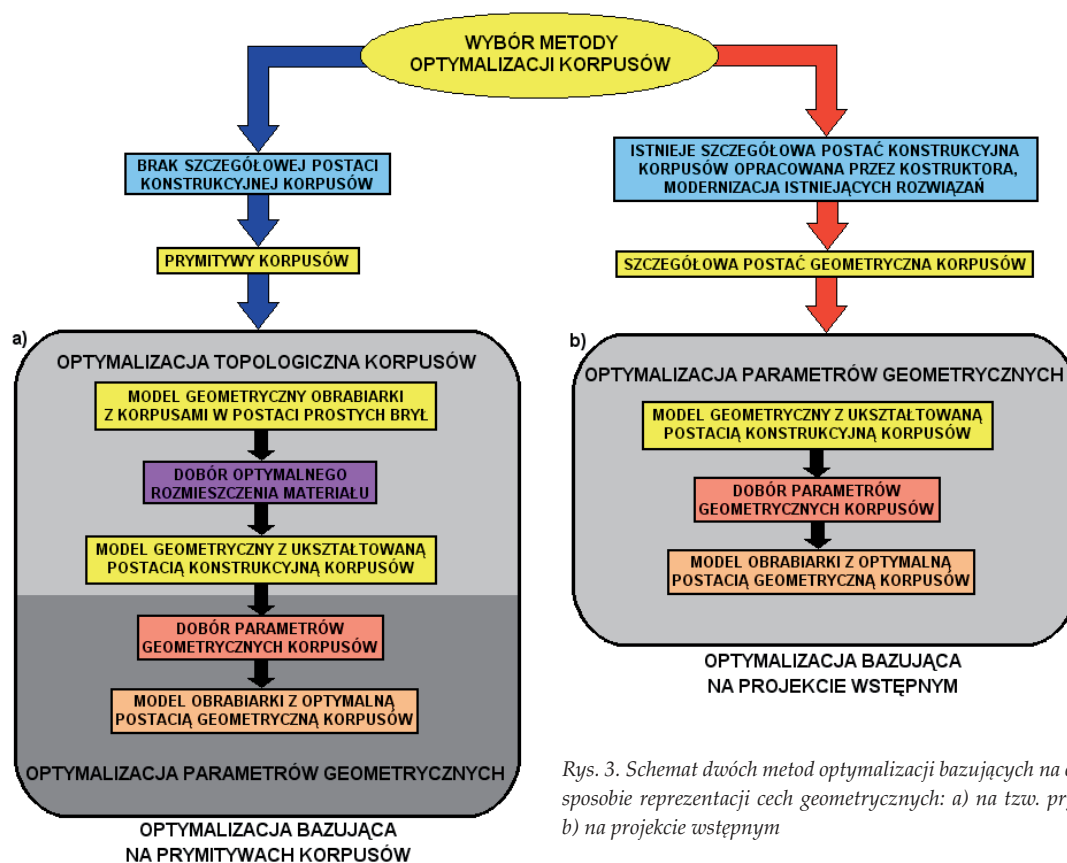 WYBÓR METODY
OPTYMALIZACJI KORPUSÓW
BRAK SZCZEGÓŁOWEJ POSTACI
KONSTRUKCYJNEJ KORPUSÓW
PRYMITYWY KORPUSÓW
a)
OPTYMALIZACJA TOPOLOGICZNA KORPUSÓW
MODEL GEOMETRYCZNY OBRABIARKI
Z KORPUSAMI W POSTACI PROSTYCH BRYŁ
DOBÓR OPTYMALNEGO
ROZMIESZCZENIA MATERIAŁU
MODEL GEOMETRYCZNY Z UKSZTAŁTOWANĄ
POSTACIĄ KONSTRUKCYJNĄ KORPUSÓW
DOBÓR PARAMETRÓW
GEOMETRYCZNYCH KORPUSÓW
MODEL OBRABIARKI Z OPTYMALNĄ
POSTACIĄ GEOMETRYCZNĄ KORPUSÓW
OPTYMALIZACJA PARAMETRÓW GEOMETRYCZNYCH
OPTYMALIZACJA BAZUJĄCA
NA PRYMITYWACH KORPUSÓW
ISTNIEJE SZCZEGÓŁOWA POSTAĆ KONSTRUKCYJNA
KORPUSÓW OPRACOWANA PRZEZ KOSTRUKTORA,
MODERNIZACJA ISTNIEJĄCYCH ROZWIĄZAŃ
SZCZEGÓŁOWA POSTAĆ GEOMETRYCZNA KORPUSÓW
b)
OPTYMALIZACJA PARAMETRÓW GEOMETRYCZNYCH
MODEL GEOMETRYCZNY Z UKSZTAŁTOWANĄ
POSTACIĄ KONSTRUKCYJNĄ KORPUSÓW
DOBÓR PARAMETRÓW
GEOMETRYCZNYCH KORPUSÓW
MODEL OBRABIARKI Z OPTYMALNĄ
POSTACIĄ GEOMETRYCZNĄ KORPUSÓW
OPTYMALIZACJA BAZUJĄCA
NA PROJEKCIE WSTĘPNYM
Rys. 3. Schemat dwóch metod optymalizacji bazujących na
sposobie reprezentacji cech geometrycznych: a) na tzw.
b) na projekcie wstępnym